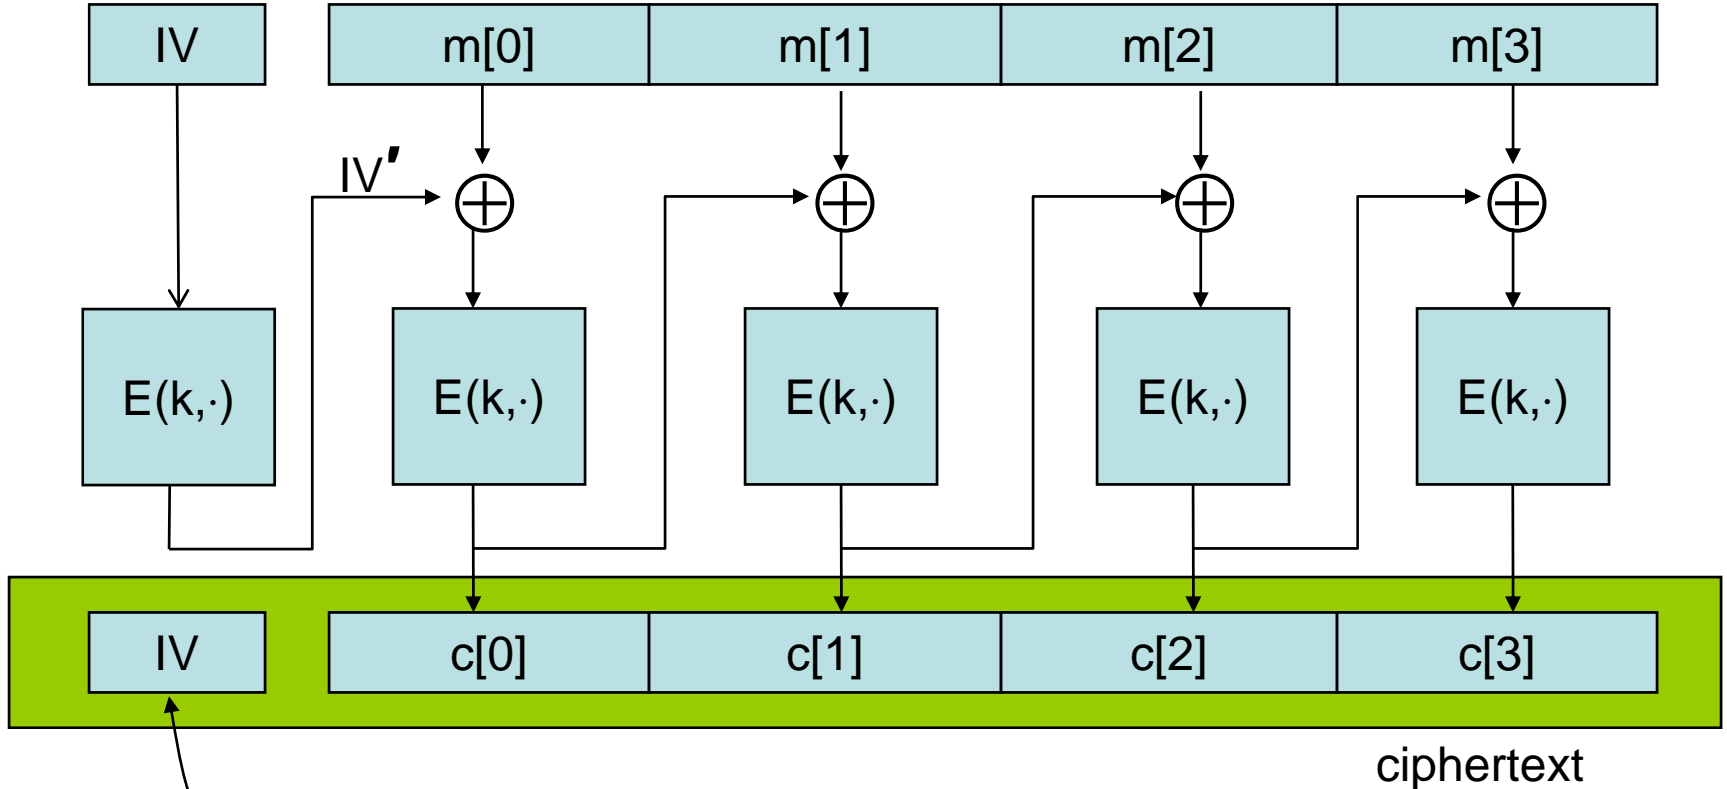 IV m[0] m[1] m[2] m[3]
IV′
E(k,·) E(k,·) E(k,·) E(k,·) E(k,·)
IV c[0] c[1] c[2] c[3]
ciphertext